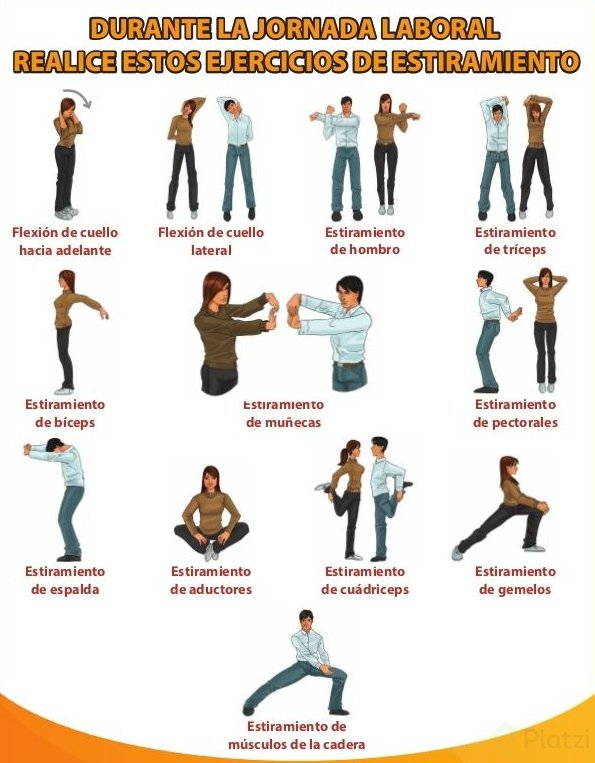 DURANTE LA JORNADA LABORAL
REALICE ESTOS EJERCICIOS DE ESTIRAMIENTO
Flexión de cuello
hacia adelante
Flexión de cuello
lateral
Estiramiento
de hombro
Estiramiento
de tríceps
Estiramiento
de bíceps
Estiramiento
de muñecas
Estiramiento
de pectorales
Estiramiento
de espalda
Estiramiento
de aductores
Estiramiento
de cuádriceps
Estiramiento
de gemelos
Estiramiento de
músculos de la cadera
Platzi